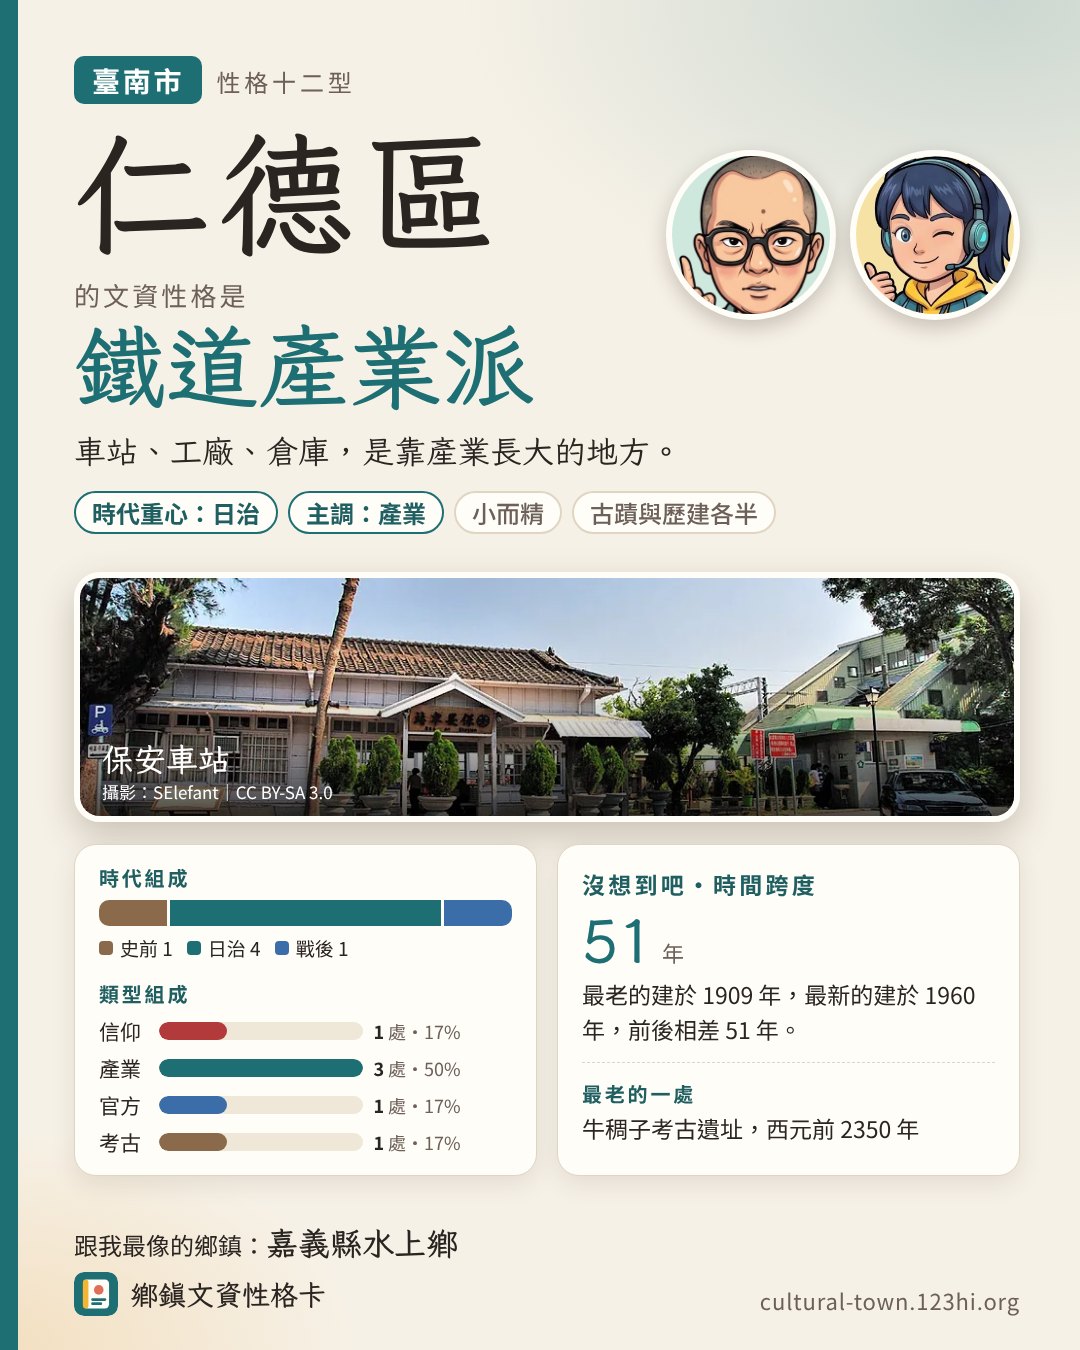 臺南市 性格十二型
仁德區
的文資性格是
鐵道產業派
車站、工廠、倉庫，是靠產業長大的地方。
時代重心：日治 主調：產業 小而精 古蹟與歷建各半
P
站車安保
保安車站
攝影：SElefant｜CC BY-SA 3.0
時代組成
史前 1 日治 4 戰後 1
類型組成
信仰 1 處・17%
產業 3 處・50%
官方 1 處・17%
考古 1 處・17%
沒想到吧・時間跨度
51 年
最老的建於 1909 年，最新的建於 1960
年，前後相差 51 年。
最老的一處
牛稠子考古遺址，西元前 2350 年
跟我最像的鄉鎮：嘉義縣水上鄉
鄉鎮文資性格卡
cultural-town.123hi.org